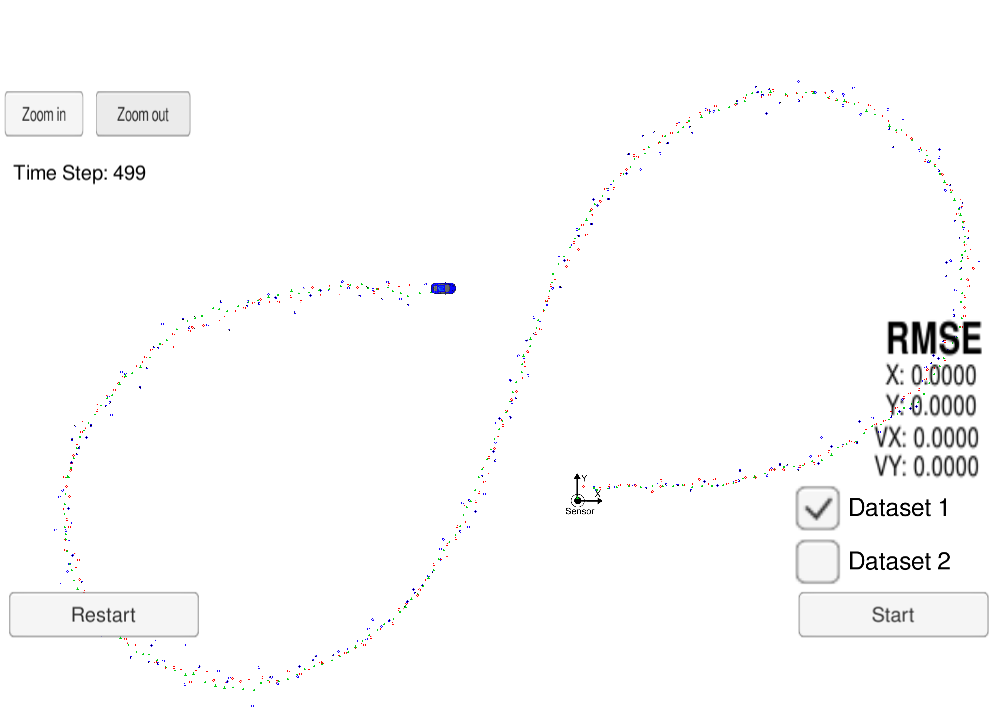 Zoom in
Zoom out
Time Step: 499
RMSE
X: 0.0000
Y: 0.0000
VX: 0.0000
VY: 0.0000
Y
X
Sensor
Dataset 1
Dataset 2
Restart
Start